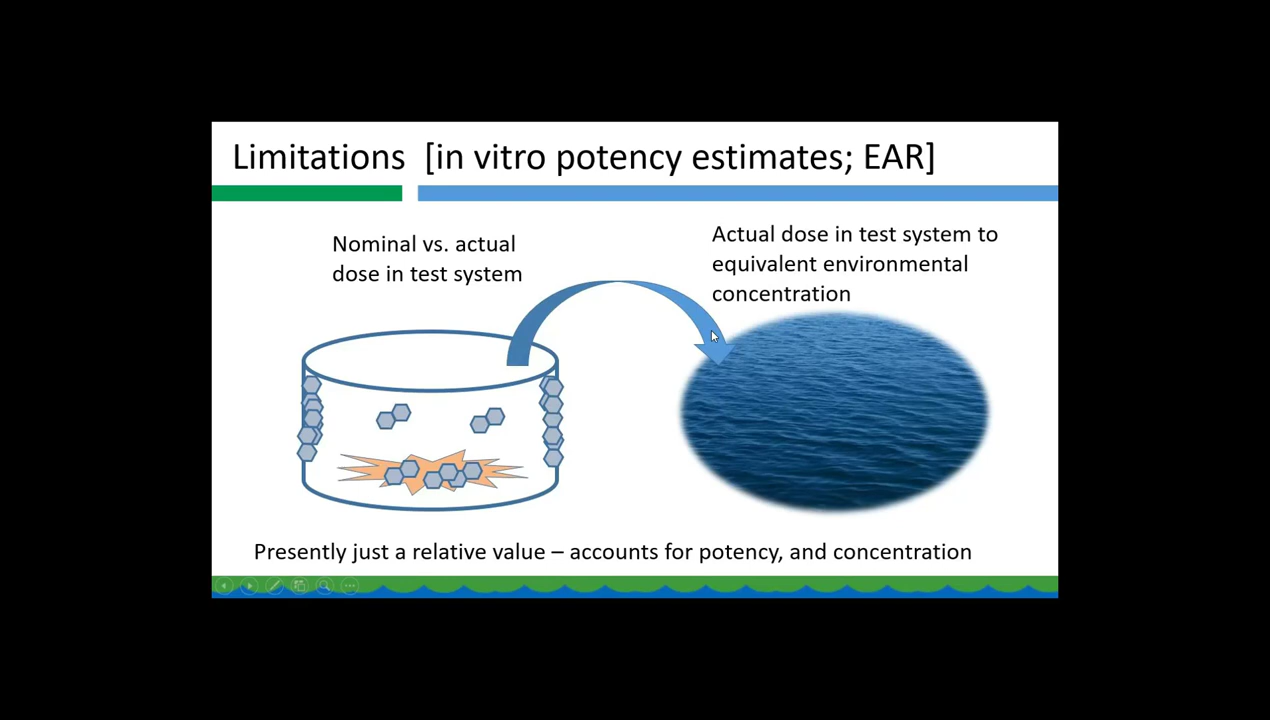 Limitations [in vitro potency estimates; EAR]
Nominal vs. actual
dose in test system
Actual dose in test system to
equivalent environmental
concentration
Presently just a relative value – accounts for potency, and concentration